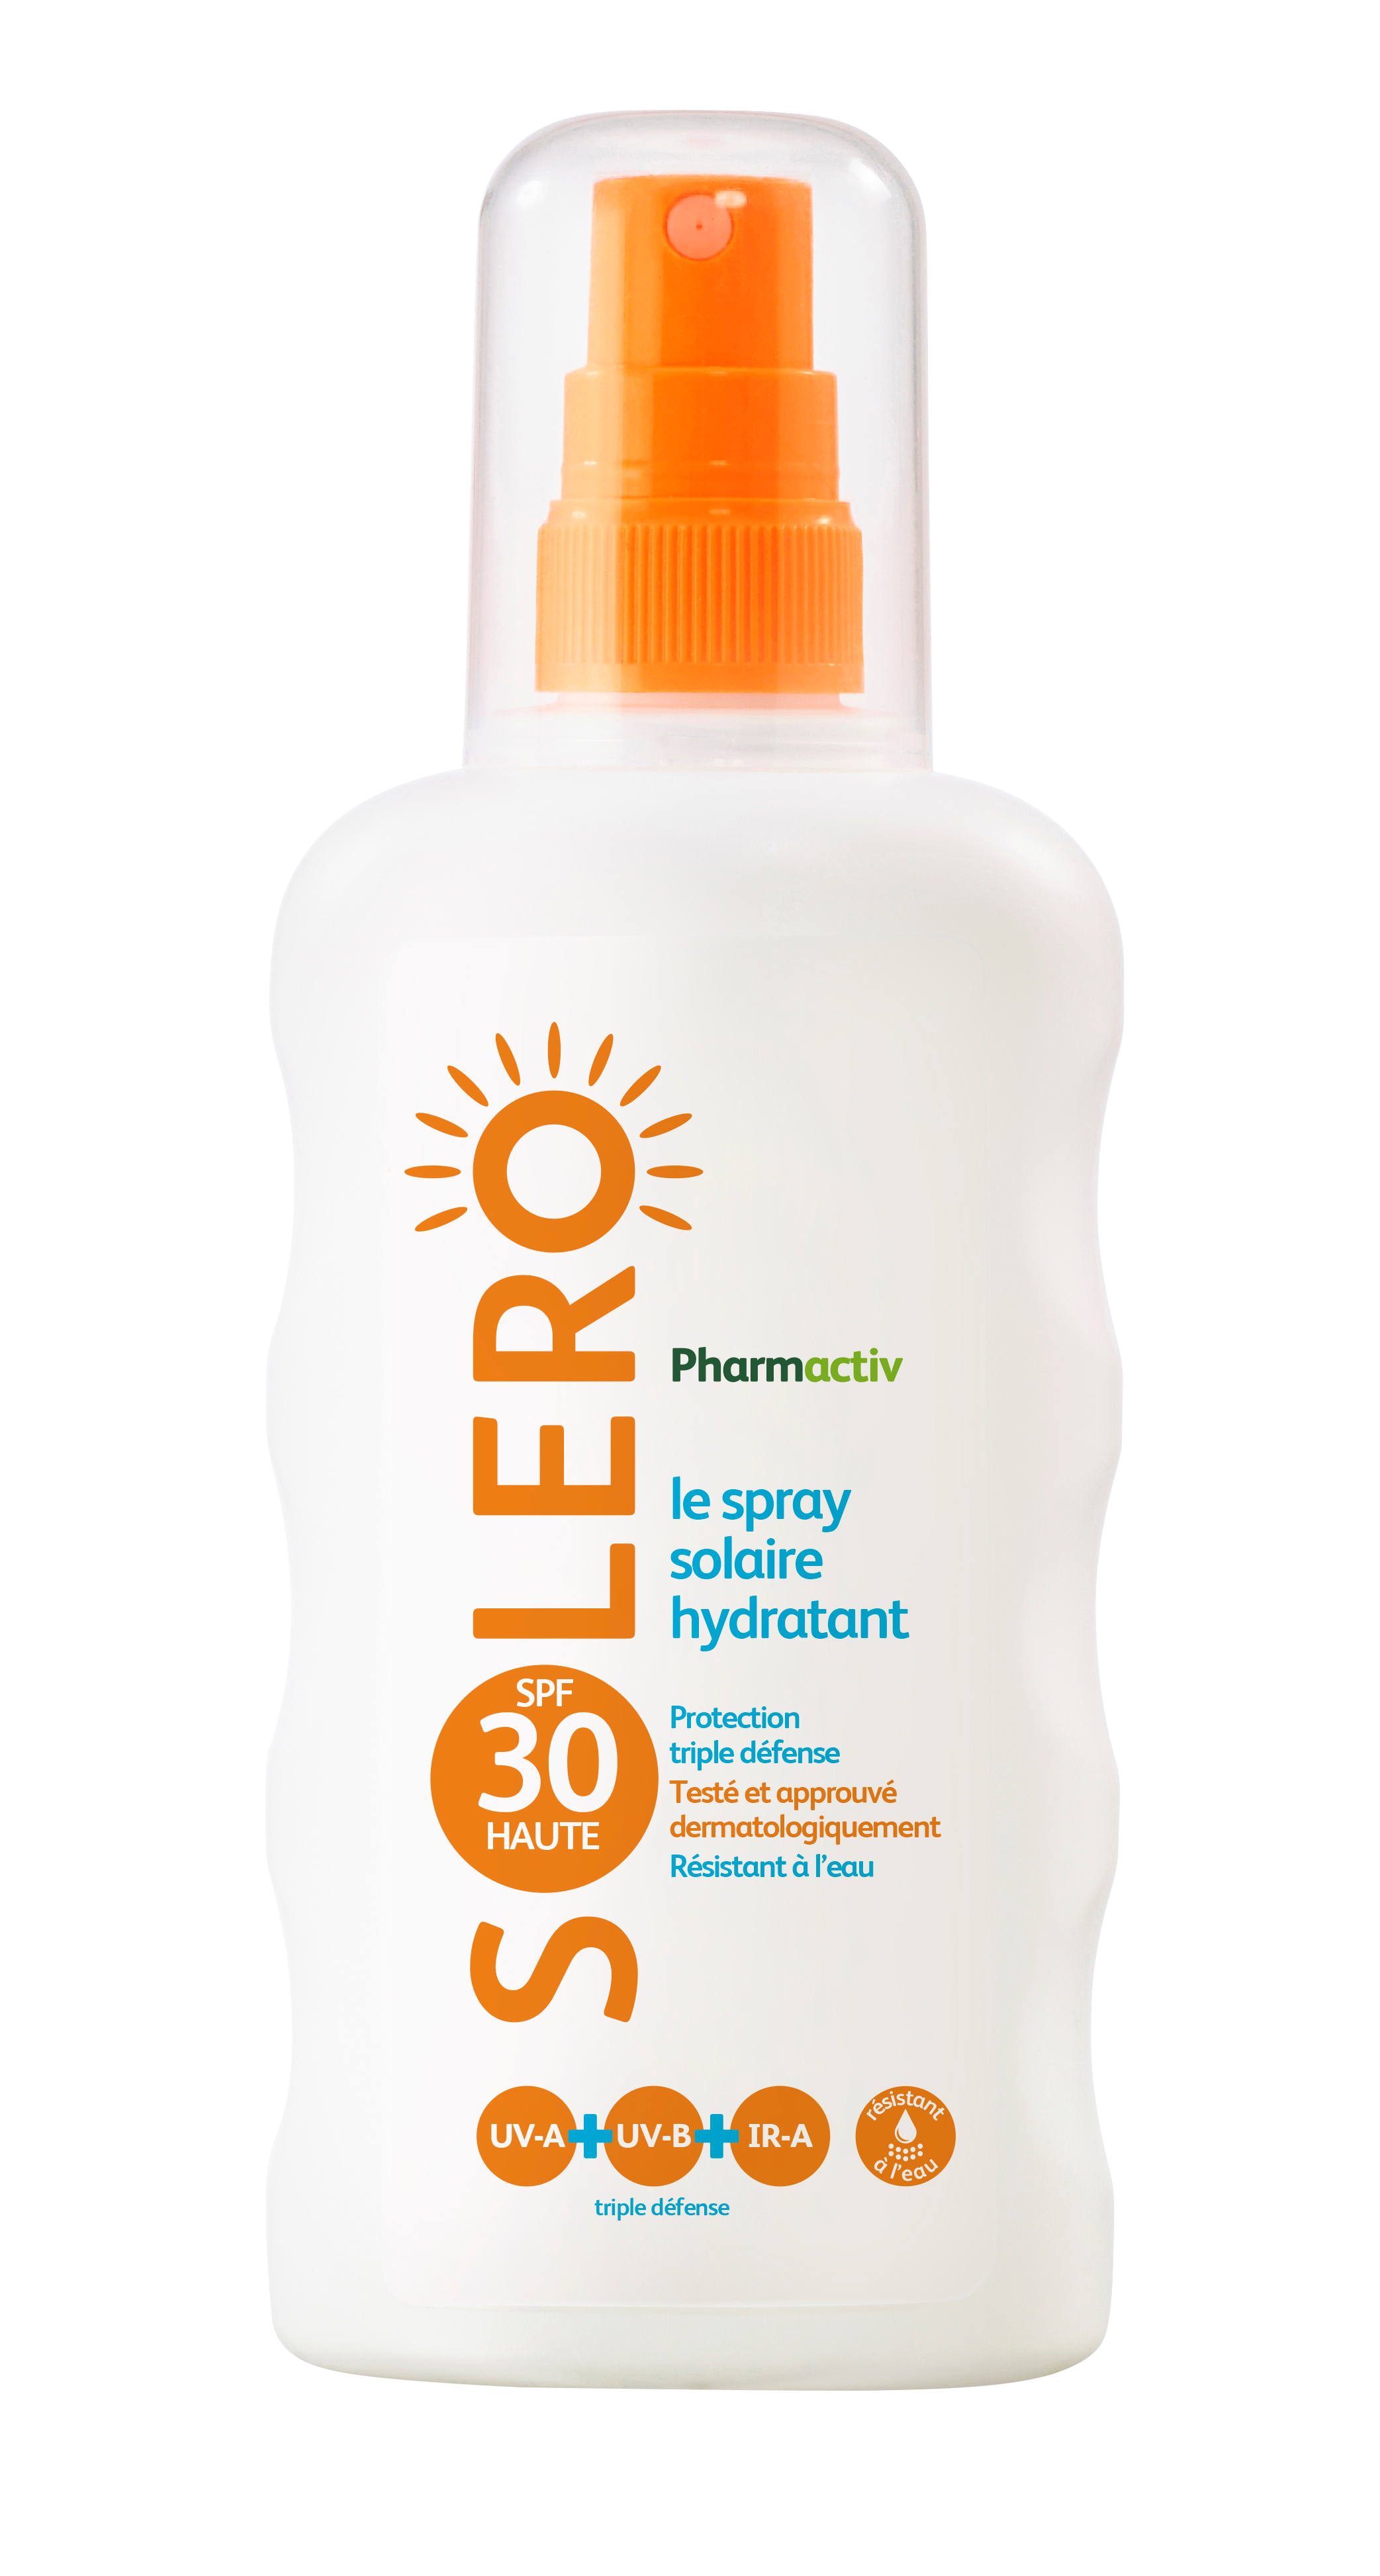 SOLERO
Pharmactiv
le spray
solaire
hydratant
SPF
30
HAUTE
Protection
triple défense
Testé et approuvé
dermatologiquement
Résistant à l'eau
UV-A+UV-B+IR-A
résistant
à l'eau
triple défense